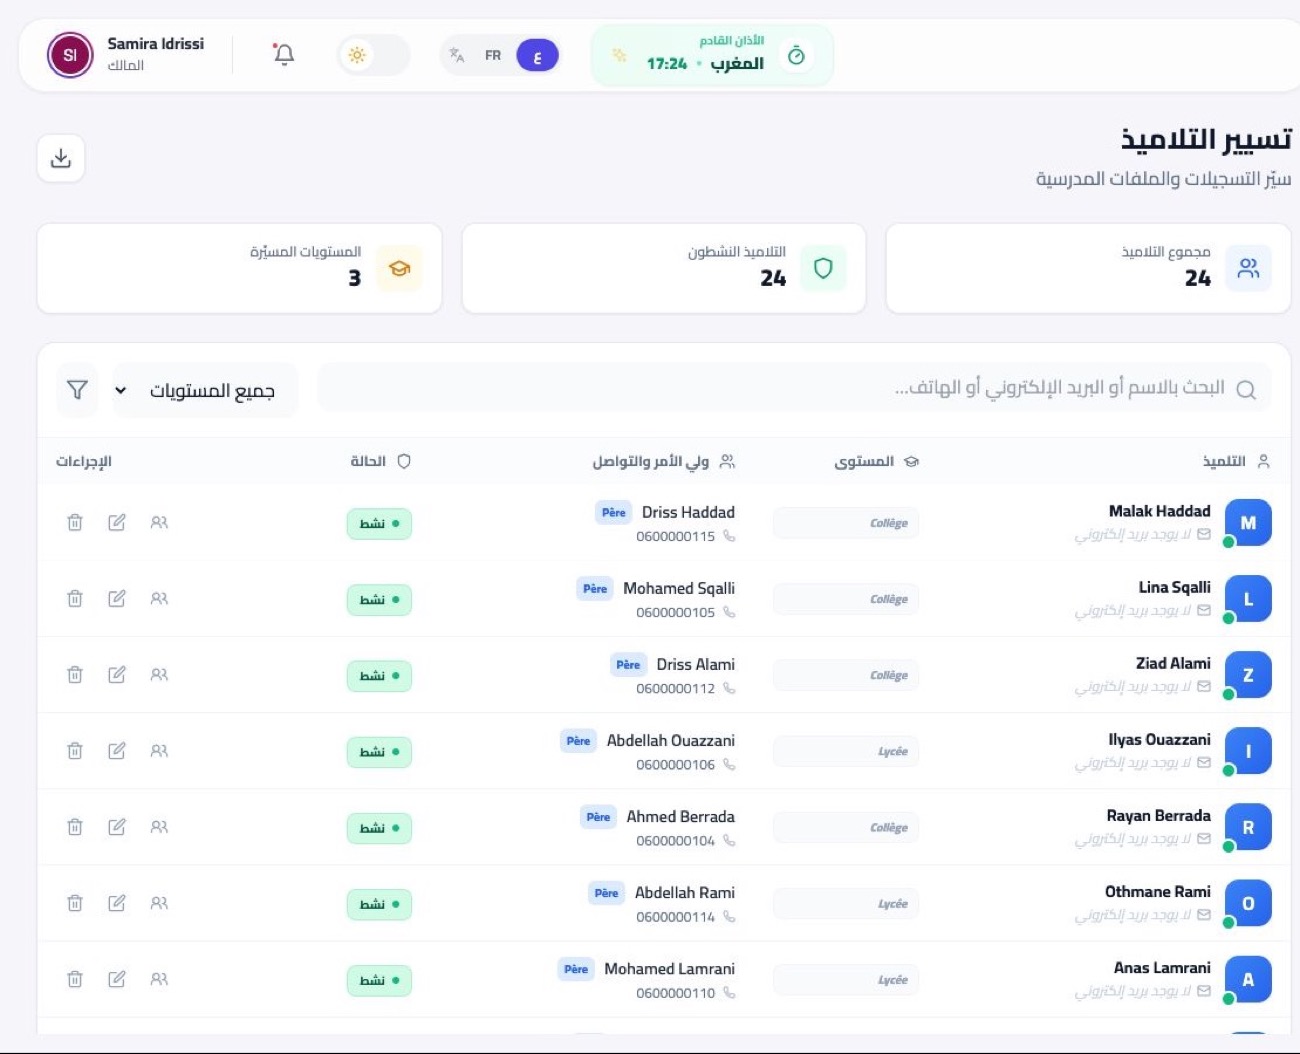 الأذان القادم
المغرب • 17:24
ع
FR
Samira Idrissi
المالك
SI
تسيير التلاميذ
سيّر التسجيلات والملفات المدرسية
مجموع التلاميذ
24
التلاميذ النشطون
24
المستويات المسيّرة
3
البحث بالاسم أو البريد الإلكتروني أو الهاتف...
جميع المستويات
التلميذ
المستوى
ولي الأمر والتواصل
الحالة
الإجراءات
M
Malak Haddad
لا يوجد بريد إلكتروني
Collège
Driss Haddad Père
0600000115
نشط
L
Lina Sqalli
لا يوجد بريد إلكتروني
Collège
Mohamed Sqalli Père
0600000105
نشط
Z
Ziad Alami
لا يوجد بريد إلكتروني
Collège
Driss Alami Père
0600000112
نشط
I
Ilyas Ouazzani
لا يوجد بريد إلكتروني
Lycée
Abdellah Ouazzani Père
0600000106
نشط
R
Rayan Berrada
لا يوجد بريد إلكتروني
Collège
Ahmed Berrada Père
0600000104
نشط
O
Othmane Rami
لا يوجد بريد إلكتروني
Lycée
Abdellah Rami Père
0600000114
نشط
A
Anas Lamrani
لا يوجد بريد إلكتروني
Lycée
Mohamed Lamrani Père
0600000110
نشط